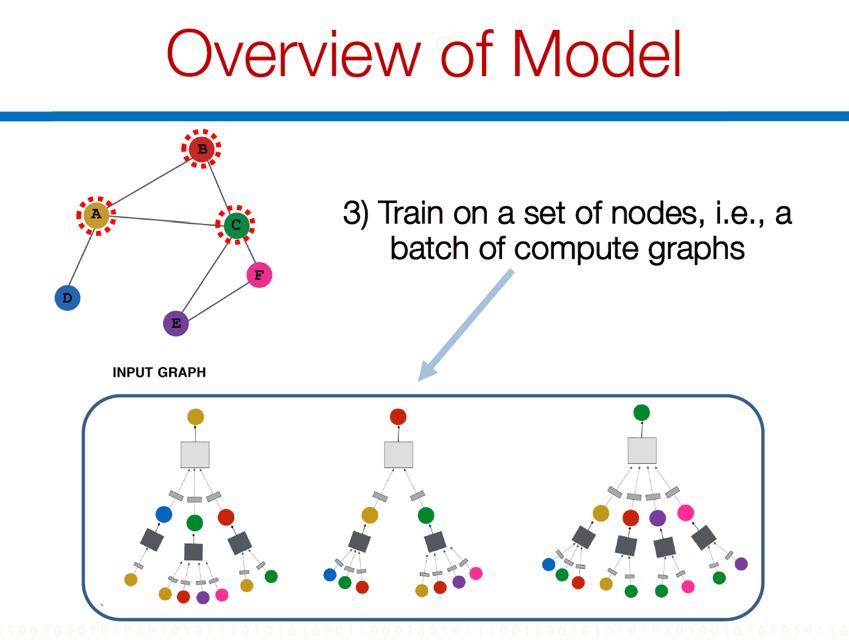 Overview of Model
B
A
C
F
D
E
3) Train on a set of nodes, i.e., a
batch of compute graphs
INPUT GRAPH